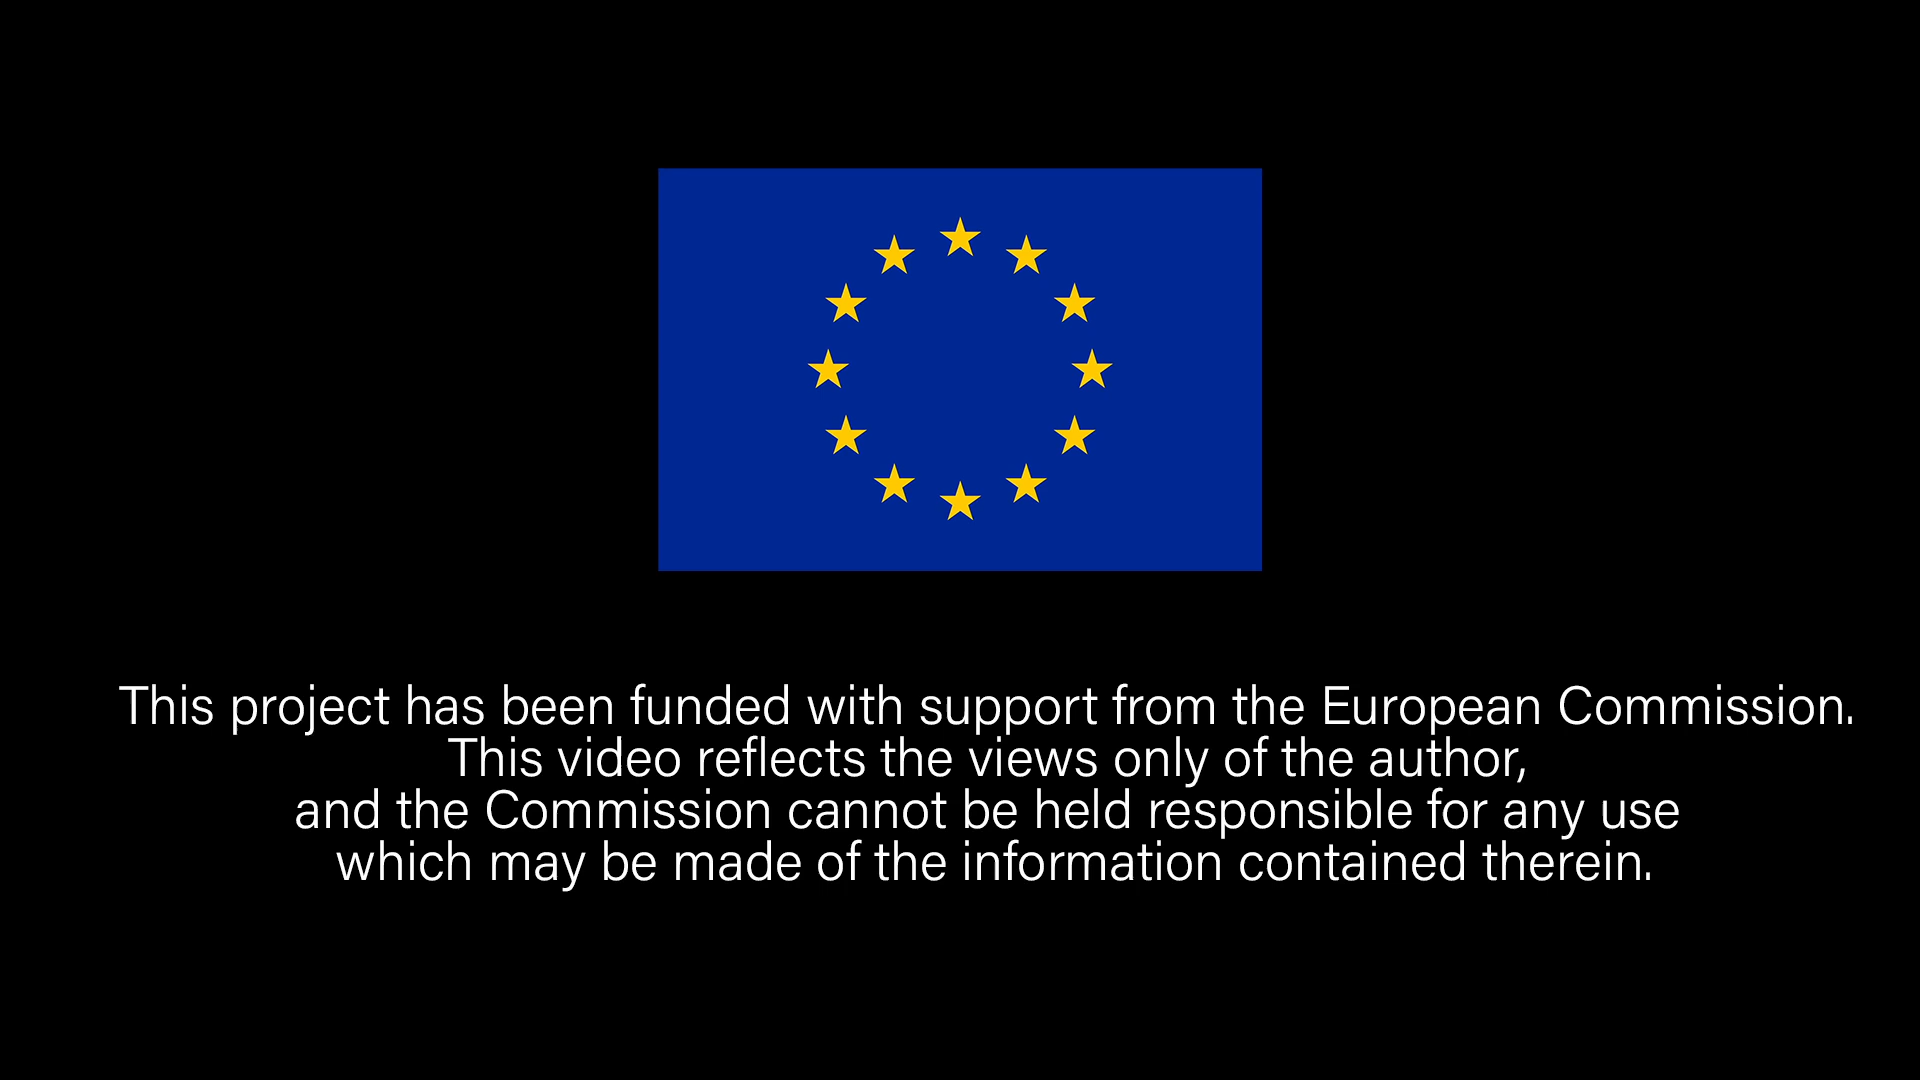 This project has been funded with support from the European Commission.
This video reflects the views only of the author,
and the Commission cannot be held responsible for any use
which may be made of the information contained therein.